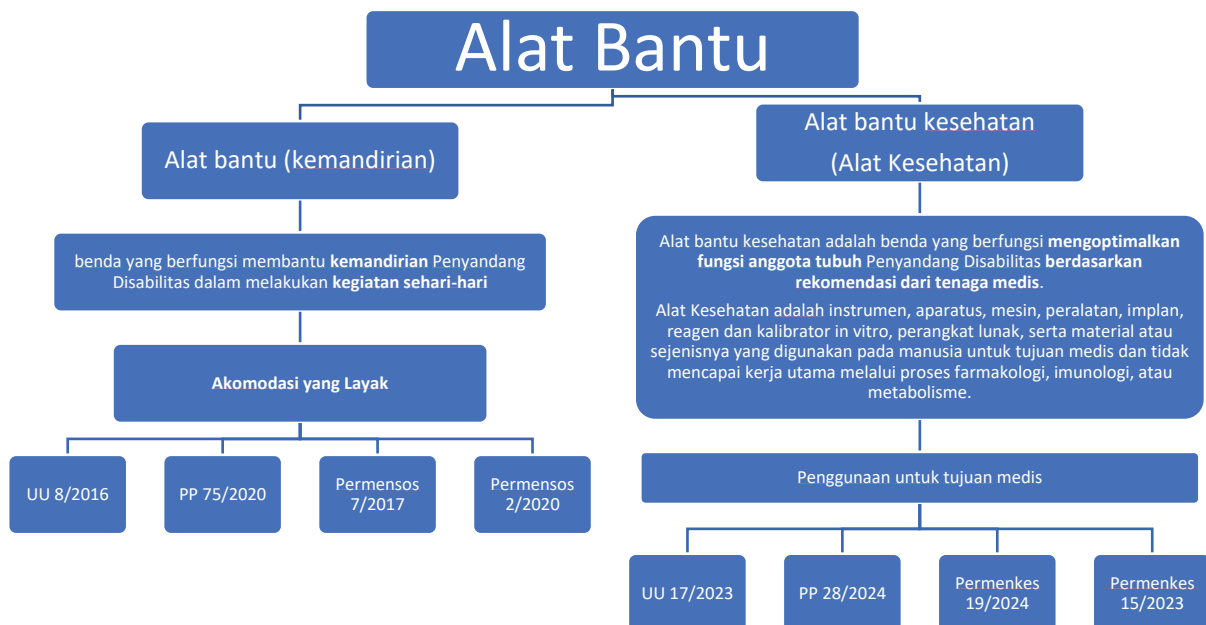 Alat Bantu
Alat bantu (kemandirian)
benda yang berfungsi membantu kemandirian Penyandang
Disabilitas dalam melakukan kegiatan sehari-hari
Akomodasi yang Layak
UU 8/2016
PP 75/2020
Permensos
7/2017
Permensos
2/2020
Alat bantu kesehatan
(Alat Kesehatan)
Alat bantu kesehatan adalah benda yang berfungsi mengoptimalkan
fungsi anggota tubuh Penyandang Disabilitas berdasarkan
rekomendasi dari tenaga medis.
Alat Kesehatan adalah instrumen, aparatus, mesin, peralatan, implan,
reagen dan kalibrator in vitro, perangkat lunak, serta material atau
sejenisnya yang digunakan pada manusia untuk tujuan medis dan tidak
mencapai kerja utama melalui proses farmakologi, imunologi, atau
metabolisme.
Penggunaan untuk tujuan medis
UU 17/2023
PP 28/2024
Permenkes
19/2024
Permenkes
15/2023